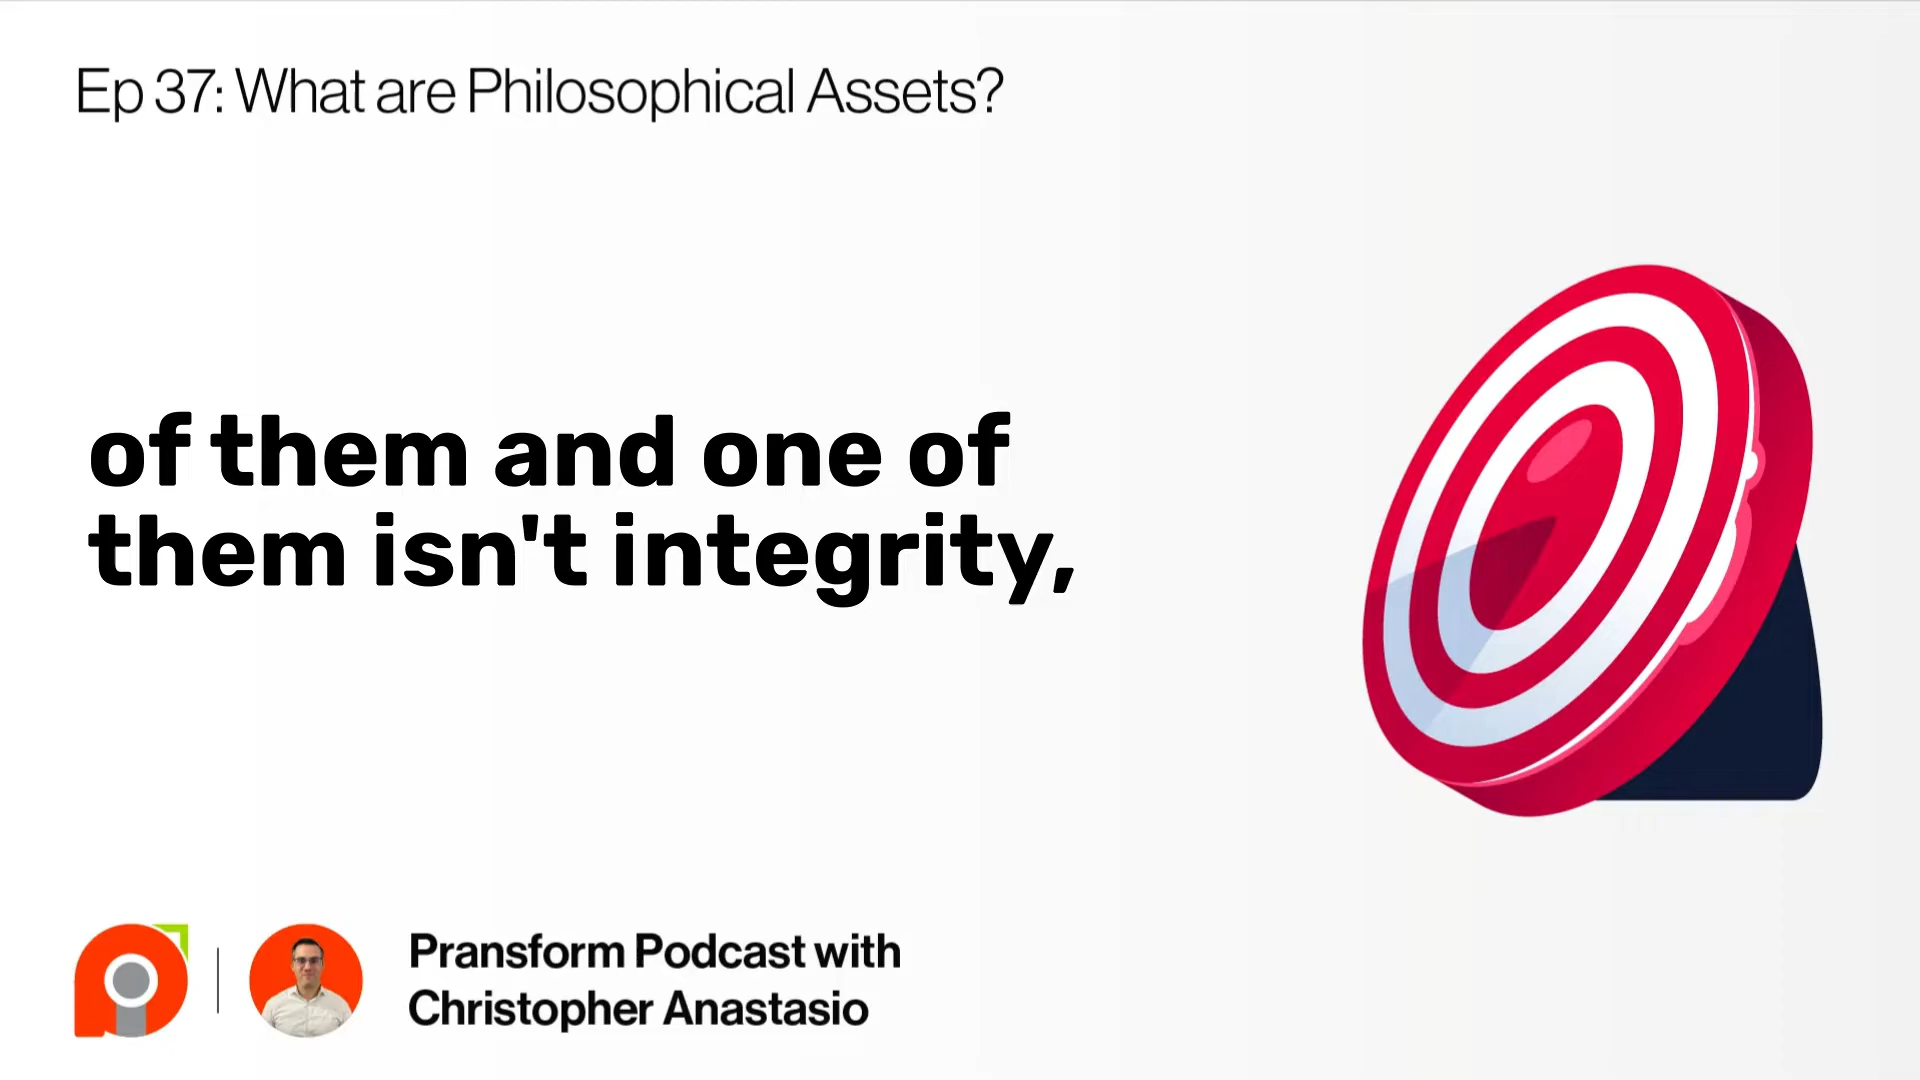 Ep 37: What are Philosophical Assets?
of them and one of
them isn't integrity,
Pransform Podcast with
Christopher Anastasio